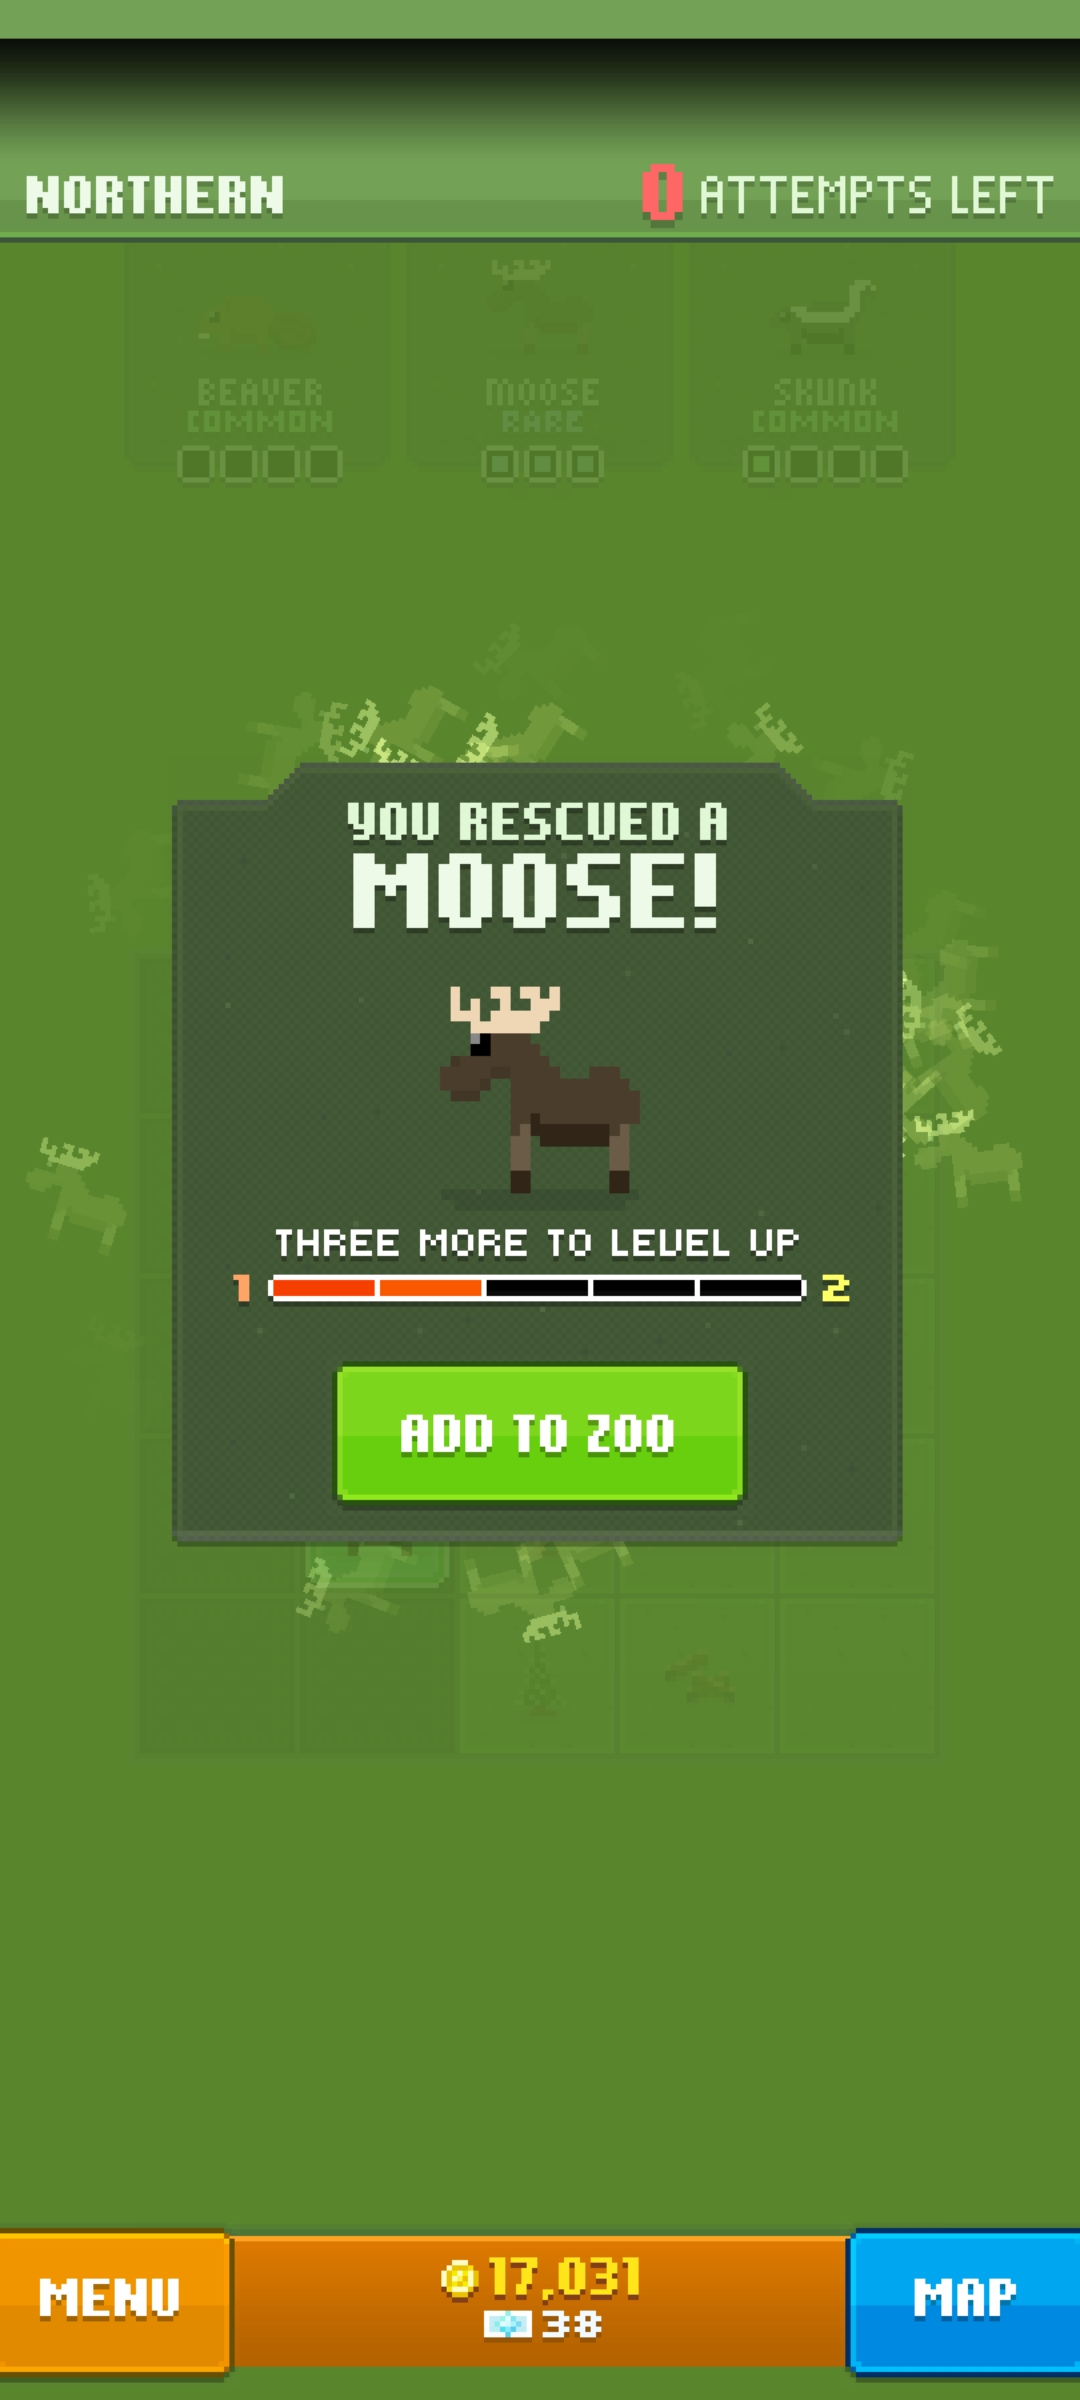 NORTHERN
0 ATTEMPTS LEFT
BEAVER MOOSE SKUNK
COMMON RARE COMMON
YOU RESCUED A
MOOSE!
THREE MORE TO LEVEL UP
1 2
ADD TO ZOO
MENU
17,031
38
MAP